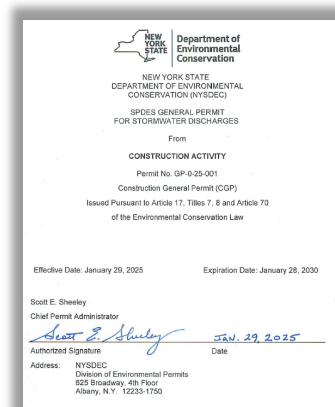 NEW
YORK
STATE
Department of
Environmental
Conservation
NEW YORK STATE
DEPARTMENT OF ENVIRONMENTAL
CONSERVATION (NYSDEC)
SPDES GENERAL PERMIT
FOR STORMWATER DISCHARGES
From
CONSTRUCTION ACTIVITY
Permit No. GP-0-25-001
Construction General Permit (CGP)
Issued Pursuant to Article 17, Titles 7, 8 and Article 70
of the Environmental Conservation Law
Effective Date: January 29, 2025 Expiration Date: January 28, 2030
Scott E. Sheeley
Chief Permit Administrator
Scott E. Sheeley JAN. 29, 2025
Authorized Signature Date
Address: NYSDEC
Division of Environmental Permits
625 Broadway, 4th Floor
Albany, N.Y. 12233-1750